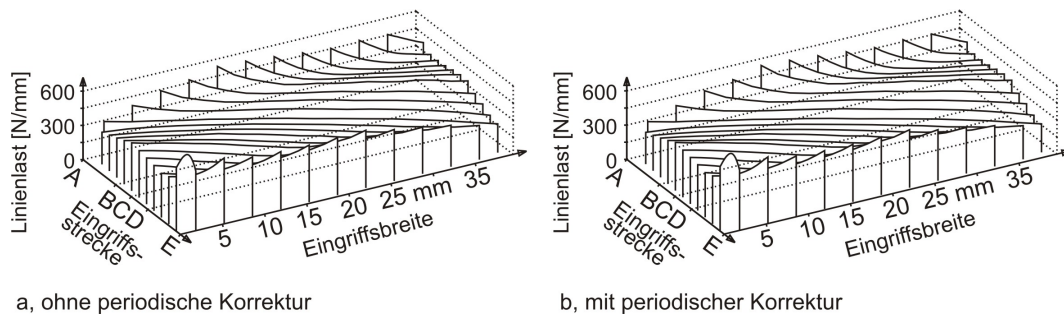 Linienlast [N/mm]
600
300
0
A
BCD
E
Eingriffs-
strecke
5
10
15
20
25
mm
35
Eingriffsbreite
a, ohne periodische Korrektur
Linienlast [N/mm]
600
300
0
A
BCD
E
Eingriffs-
strecke
5
10
15
20
25
mm
35
Eingriffsbreite
b, mit periodischer Korrektur